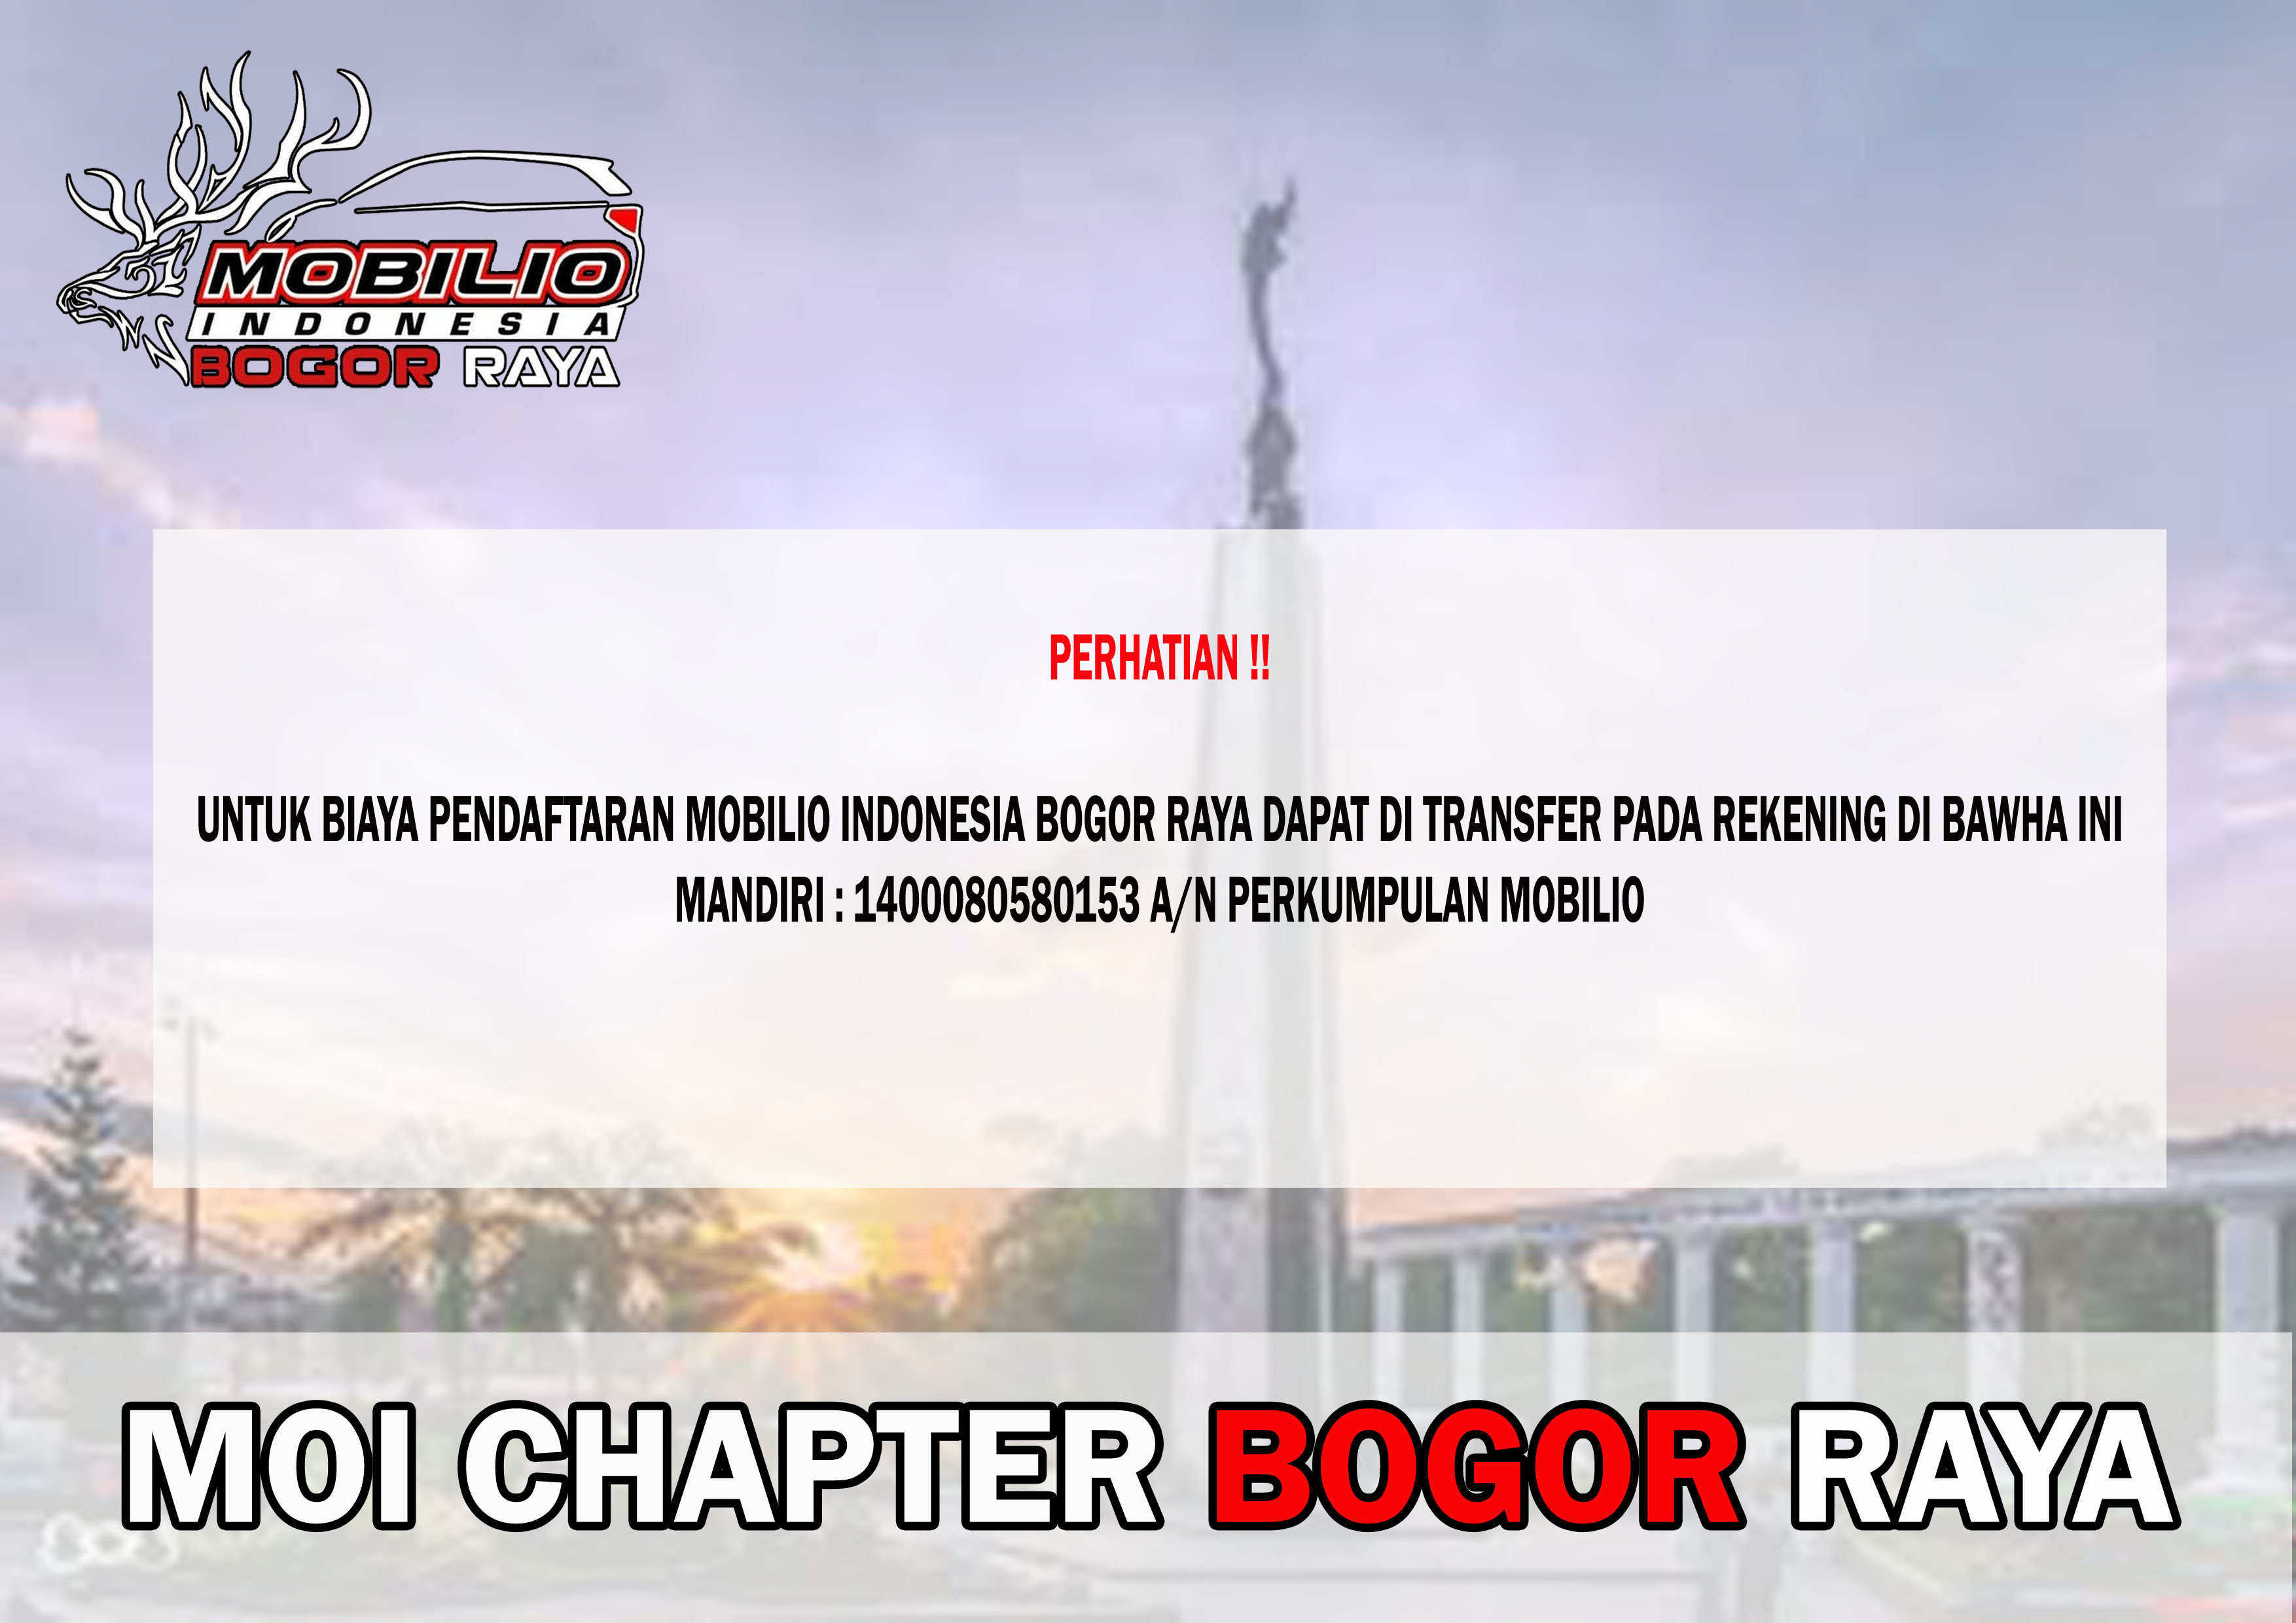 MOBILIO
INDONESIA
BOGOR RAYA
PERHATIAN !!
UNTUK BIAYA PENDAFTARAN MOBILIO INDONESIA BOGOR RAYA DAPAT DI TRANSFER PADA REKENING DI BAWHA INI
MANDIRI : 1400080580153 A/N PERKUMPULAN MOBILIO
MOI CHAPTER BOGOR RAYA